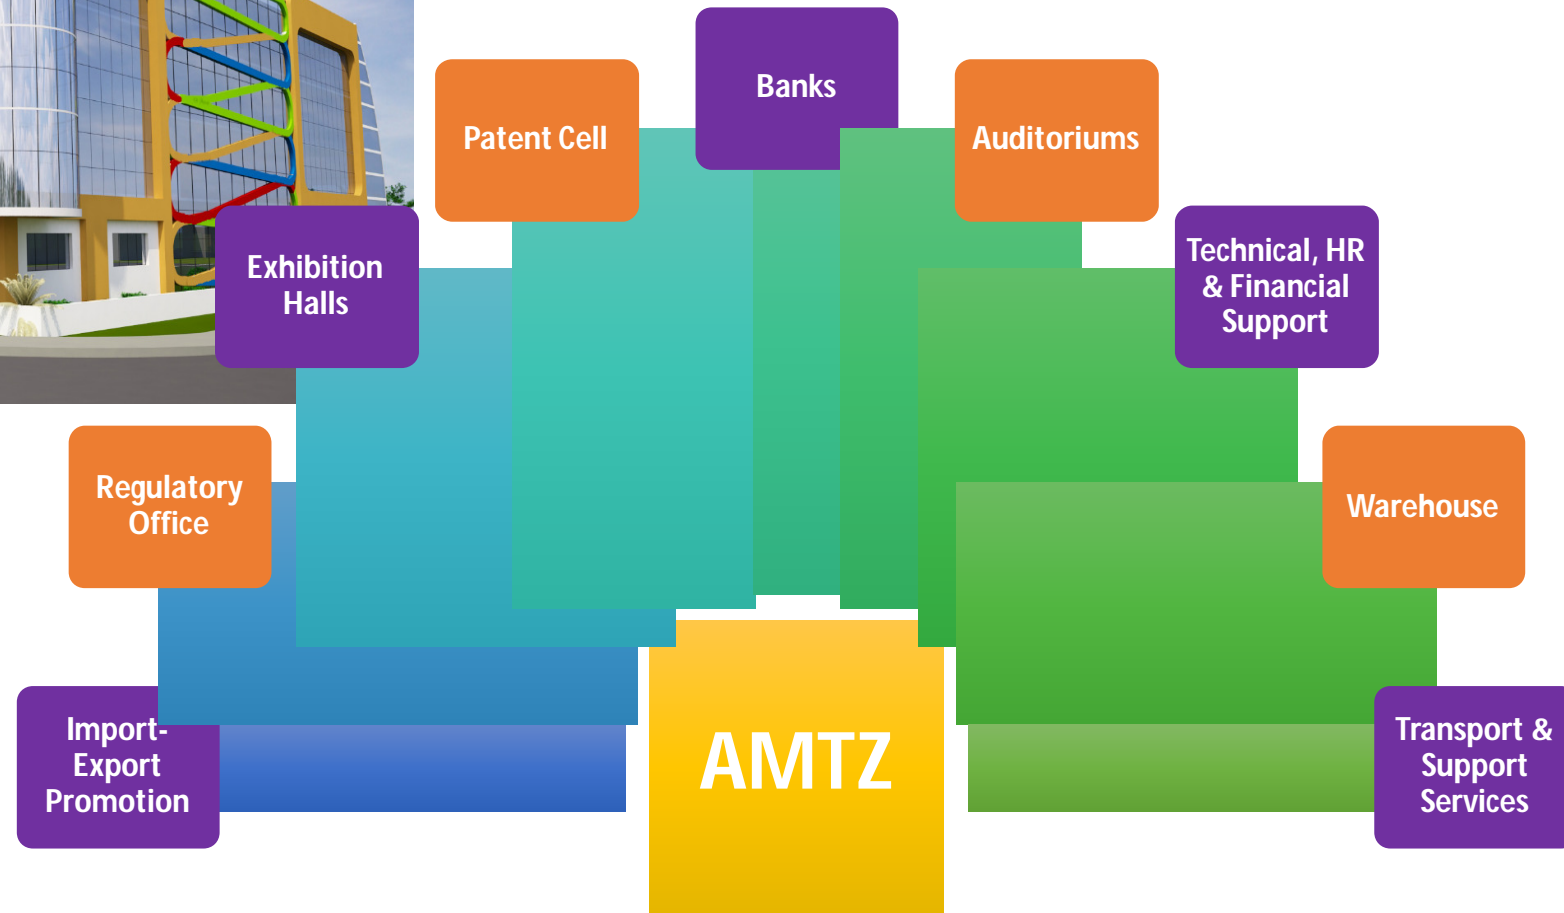 Banks
Patent Cell
Auditoriums
Exhibition
Halls
Technical, HR
& Financial
Support
Regulatory
Office
Warehouse
Import-
Export
Promotion
AMTZ
Transport &
Support
Services